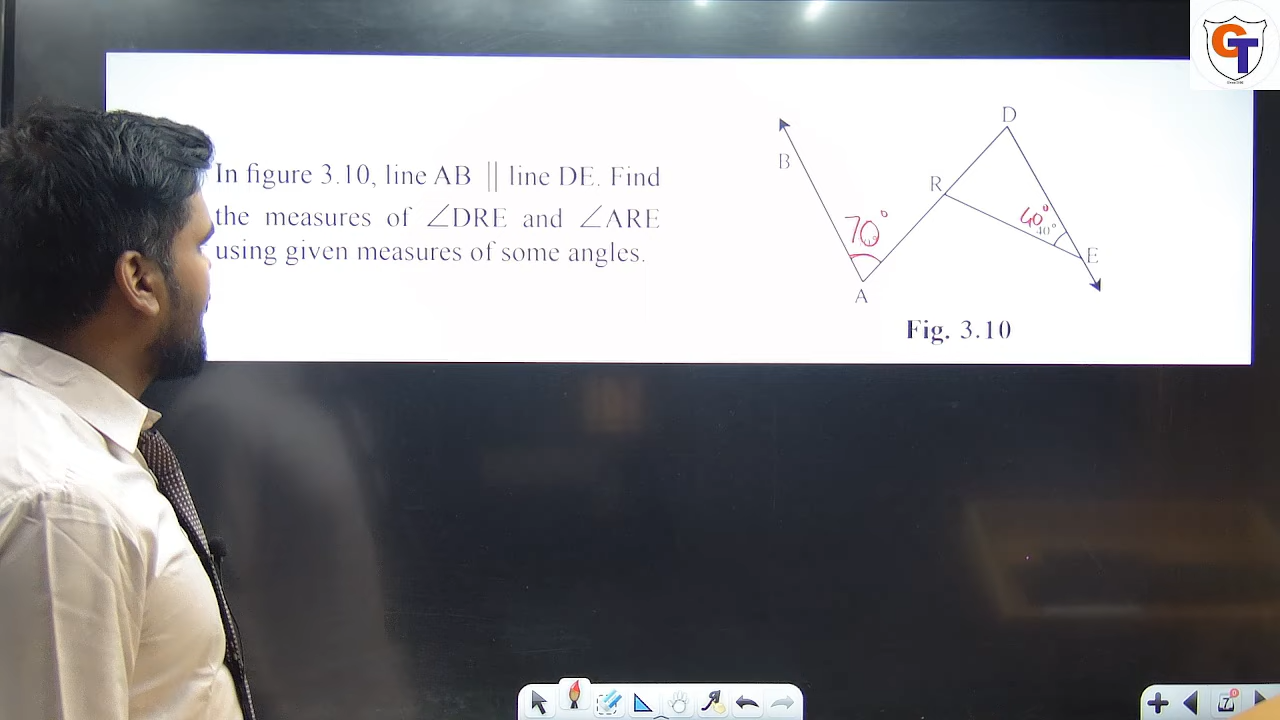 GT
In figure 3.10, line AB || line DE. Find
the measures of ∠DRE and ∠ARE
using given measures of some angles.
D
B
R
70°
40°
40°
E
A
Fig. 3.10